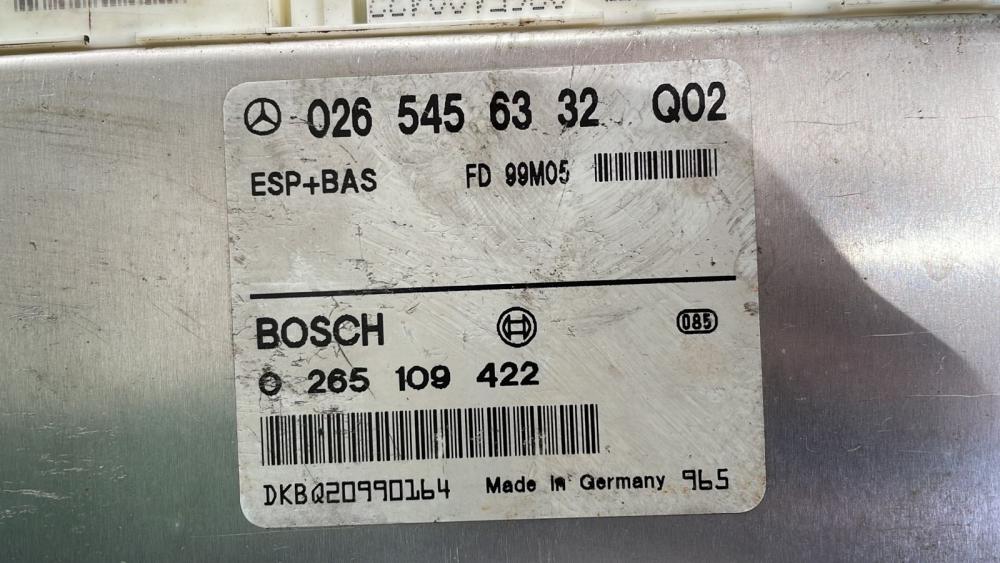 026 545 63 32 Q02
ESP+BAS FD 99M05
BOSCH 085
0 265 109 422
DKBQ20990164 Made in Germany 965